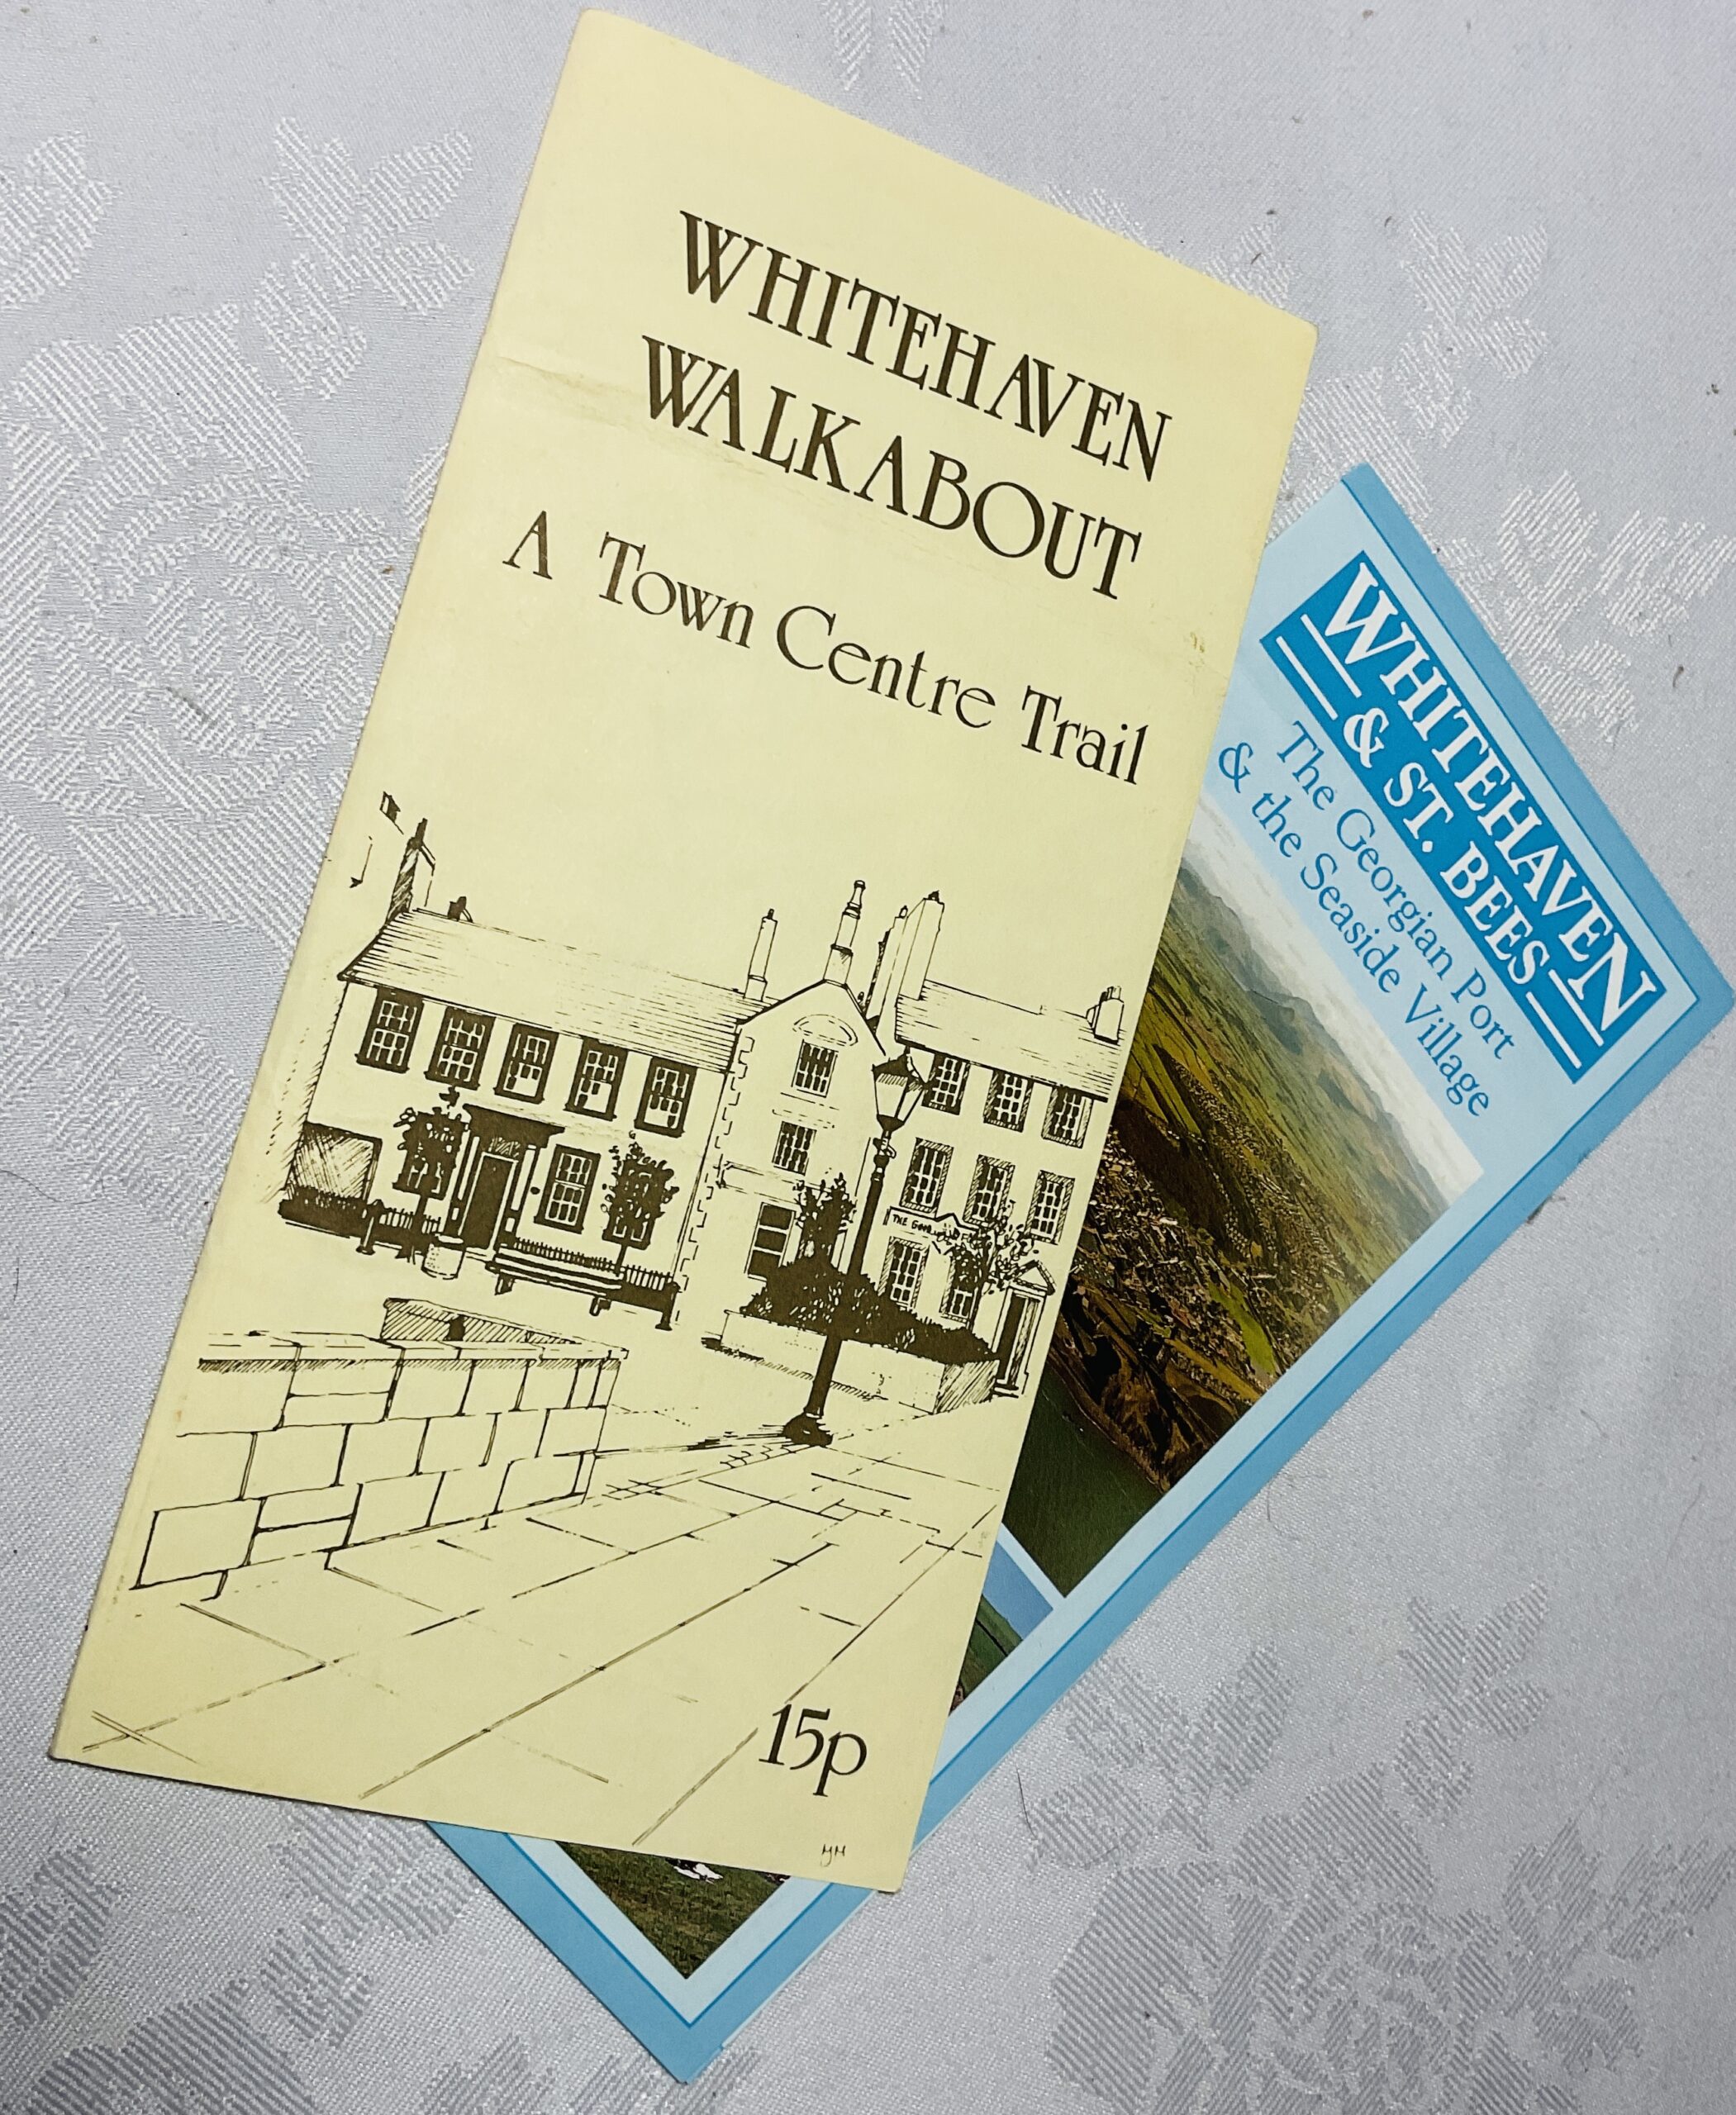 WHITEHAVEN
WALKABOUT
A Town Centre Trail
15p
WHITEHAVEN
& ST. BEES
The Georgian Port
& the Seaside Village